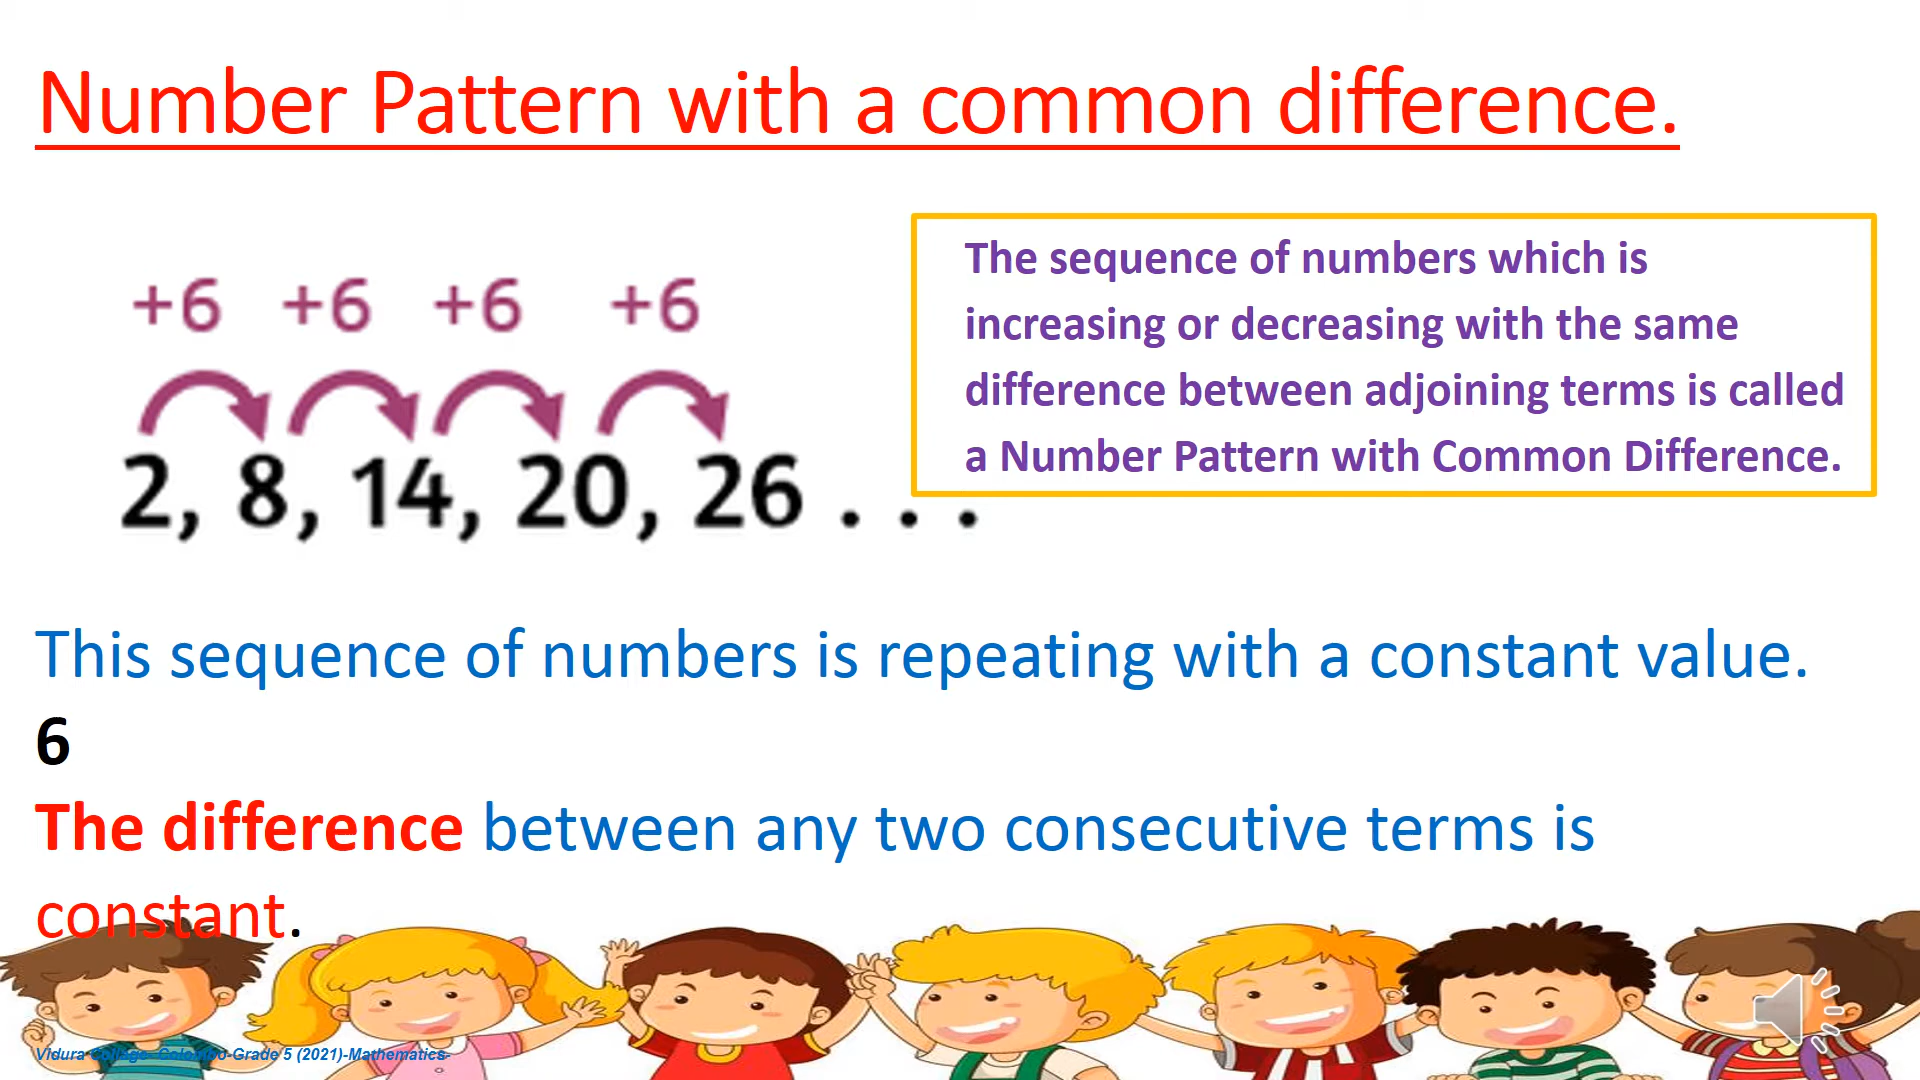 Number Pattern with a common difference.
+6 +6 +6 +6
2, 8, 14, 20, 26 . . .
The sequence of numbers which is
increasing or decreasing with the same
difference between adjoining terms is called
a Number Pattern with Common Difference.
This sequence of numbers is repeating with a constant value.
6
The difference between any two consecutive terms is
constant.
Vidura College- Colombo-Grade 5 (2021)-Mathematics-